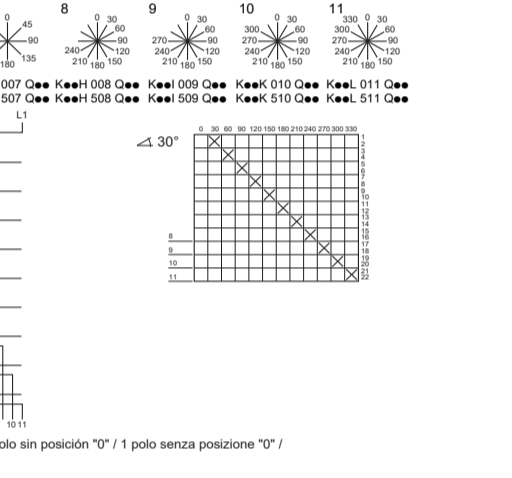 8 9 10 11
0 45 90 135 180
0 30 60 90 120 150 180 210 240
0 30 60 90 120 150 180 210 240 270
0 30 60 90 120 150 180 210 240 270 300
0 30 60 90 120 150 180 210 240 270 300 330
007 Q●● K●●H 008 Q●● K●●I 009 Q●● K●●K 010 Q●● K●●L 011 Q●●
507 Q●● K●●H 508 Q●● K●●I 509 Q●● K●●K 510 Q●● K●●L 511 Q●●
L1
∠ 30°
0 30 60 90 120 150 180 210 240 270 300 330
1
2
3
4
5
6
7
8
9
10
11
12
13
14
15
16
17
18
19
20
21
22
8
9
10
11
10 11
olo sin posición "0" / 1 polo senza posizione "0" /